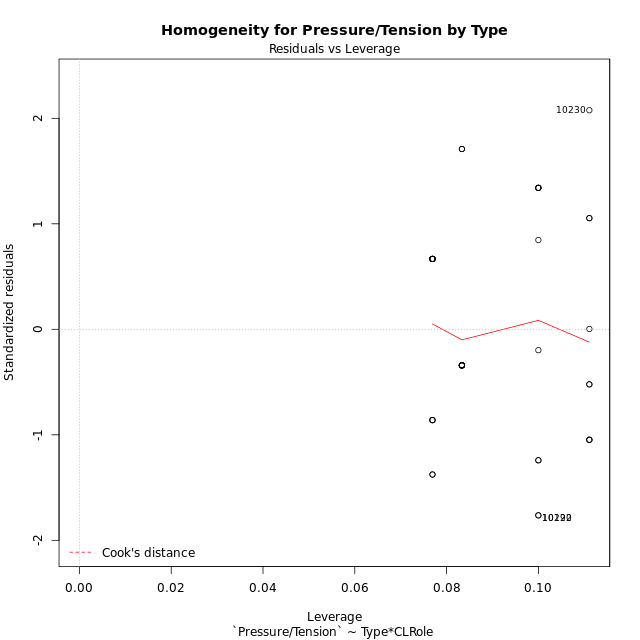 Homogeneity for Pressure/Tension by Type
Residuals vs Leverage
Standardized residuals
2
1
0
-1
-2
10230
Cook's distance
0.00 0.02 0.04 0.06 0.08 0.10
Leverage
`Pressure/Tension` ~ Type*CLRole